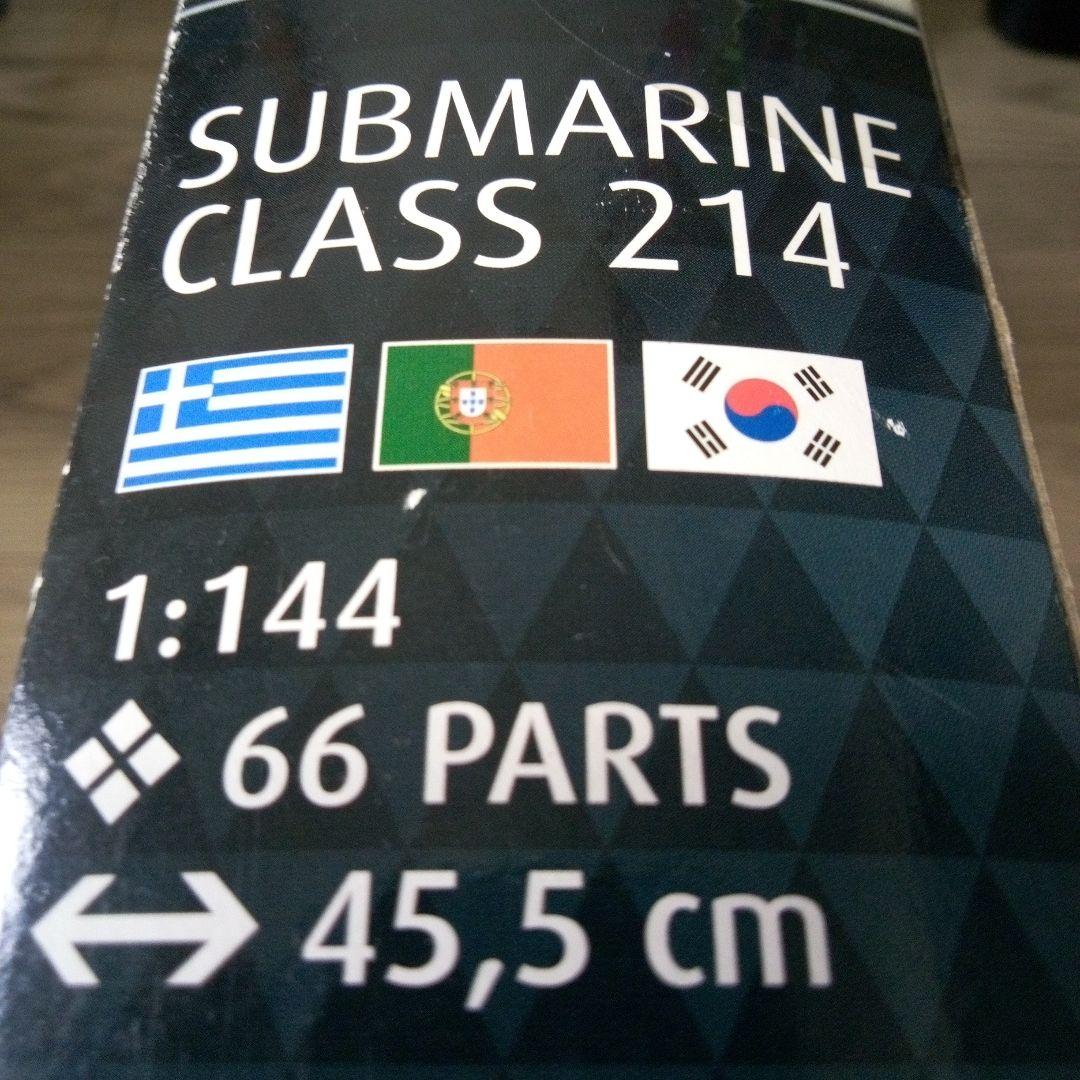 SUBMARINE
CLASS 214
1:144
66 PARTS
45,5 cm